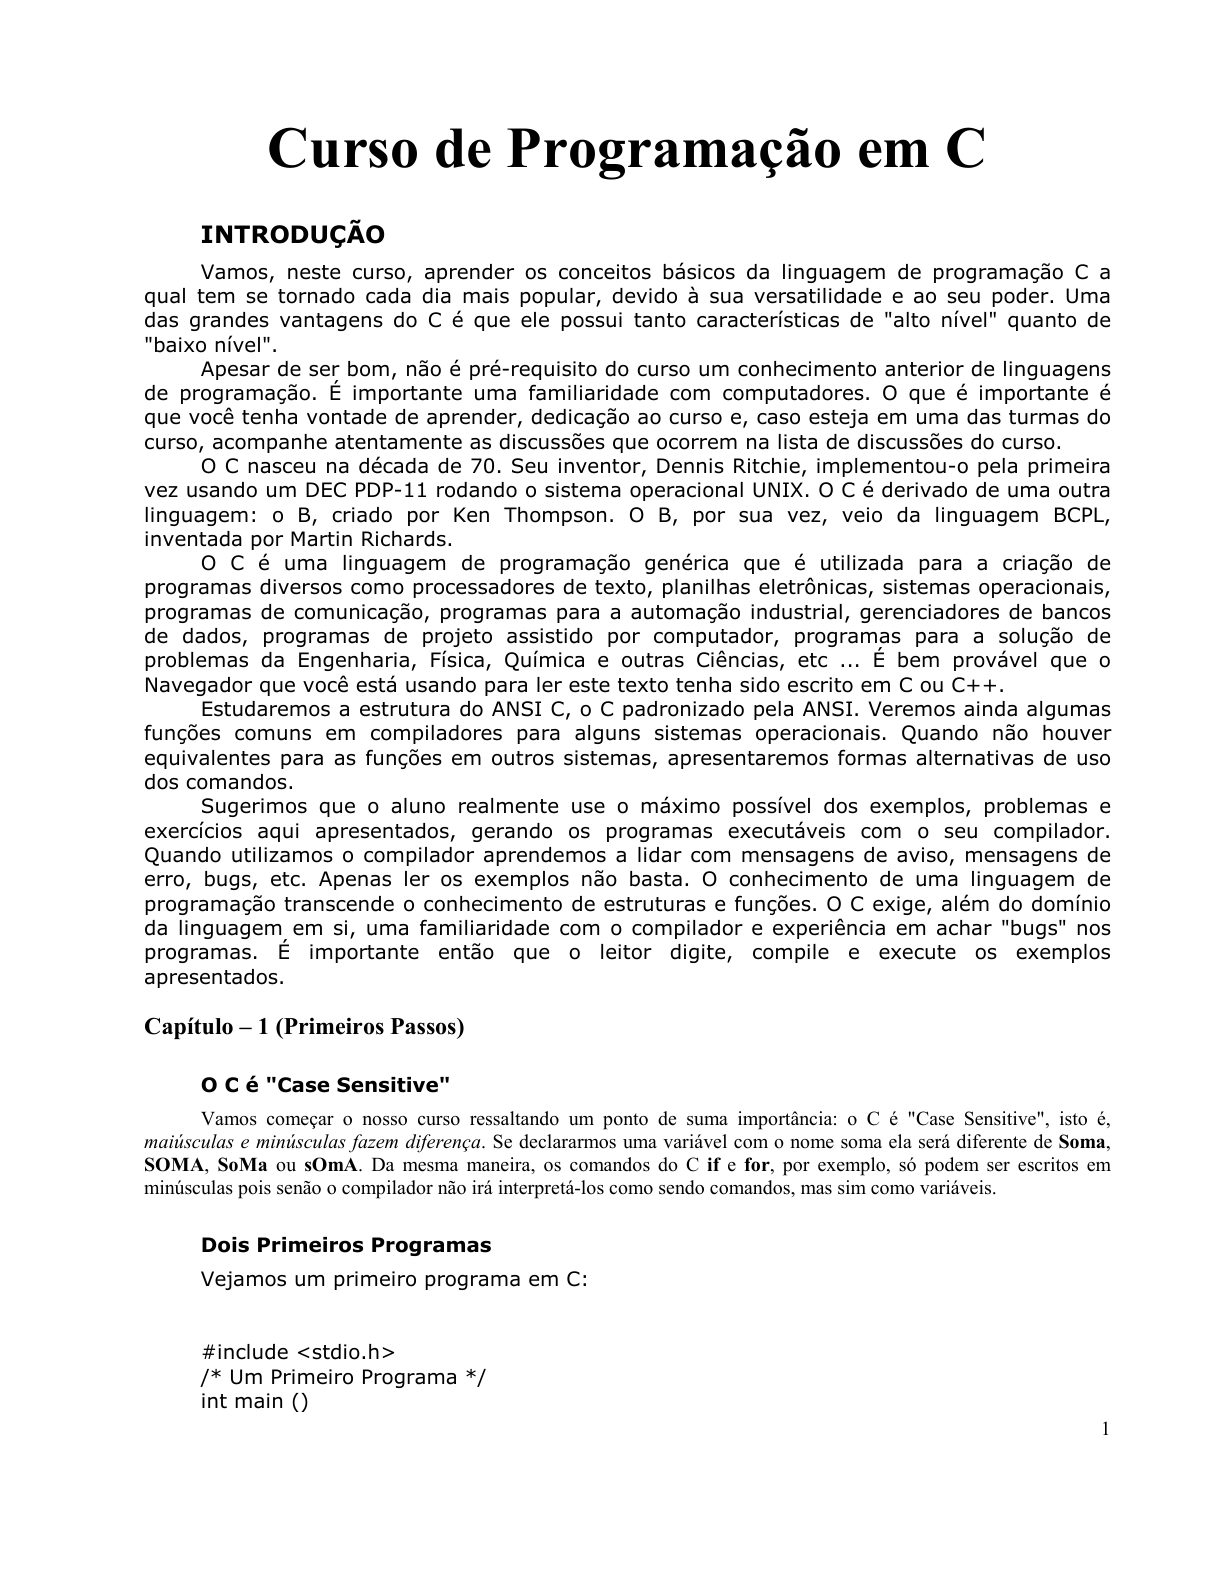 Curso de Programação em C
INTRODUÇÃO
Vamos, neste curso, aprender os conceitos básicos da linguagem de programação C a
qual tem se tornado cada dia mais popular, devido à sua versatilidade e ao seu poder. Uma
das grandes vantagens do C é que ele possui tanto características de "alto nível" quanto de
"baixo nível".
Apesar de ser bom, não é pré-requisito do curso um conhecimento anterior de linguagens
de programação. É importante uma familiaridade com computadores. O que é importante é
que você tenha vontade de aprender, dedicação ao curso e, caso esteja em uma das turmas do
curso, acompanhe atentamente as discussões que ocorrem na lista de discussões do curso.
O C nasceu na década de 70. Seu inventor, Dennis Ritchie, implementou-o pela primeira
vez usando um DEC PDP-11 rodando o sistema operacional UNIX. O C é derivado de uma outra
linguagem: o B, criado por Ken Thompson. O B, por sua vez, veio da linguagem BCPL,
inventada por Martin Richards.
O C é uma linguagem de programação genérica que é utilizada para a criação de
programas diversos como processadores de texto, planilhas eletrônicas, sistemas operacionais,
programas de comunicação, programas para a automação industrial, gerenciadores de bancos
de dados, programas de projeto assistido por computador, programas para a solução de
problemas da Engenharia, Física, Química e outras Ciências, etc ... É bem provável que o
Navegador que você está usando para ler este texto tenha sido escrito em C ou C++.
Estudaremos a estrutura do ANSI C, o C padronizado pela ANSI. Veremos ainda algumas
funções comuns em compiladores para alguns sistemas operacionais. Quando não houver
equivalentes para as funções em outros sistemas, apresentaremos formas alternativas de uso
dos comandos.
Sugerimos que o aluno realmente use o máximo possível dos exemplos, problemas e
exercícios aqui apresentados, gerando os programas executáveis com o seu compilador.
Quando utilizamos o compilador aprendemos a lidar com mensagens de aviso, mensagens de
erro, bugs, etc. Apenas ler os exemplos não basta. O conhecimento de uma linguagem de
programação transcende o conhecimento de estruturas e funções. O C exige, além do domínio
da linguagem em si, uma familiaridade com o compilador e experiência em achar "bugs" nos
programas. É importante então que o leitor digite, compile e execute os exemplos
apresentados.
Capítulo – 1 (Primeiros Passos)
O C é "Case Sensitive"
Vamos começar o nosso curso ressaltando um ponto de suma importância: o C é "Case Sensitive", isto é,
maiúsculas e minúsculas fazem diferença. Se declararmos uma variável com o nome soma ela será diferente de Soma,
SOMA, SoMa ou sOmA. Da mesma maneira, os comandos do C if e for, por exemplo, só podem ser escritos em
minúsculas pois senão o compilador não irá interpretá-los como sendo comandos, mas sim como variáveis.
Dois Primeiros Programas
Vejamos um primeiro programa em C:
#include <stdio.h>
/* Um Primeiro Programa */
int main ()
1